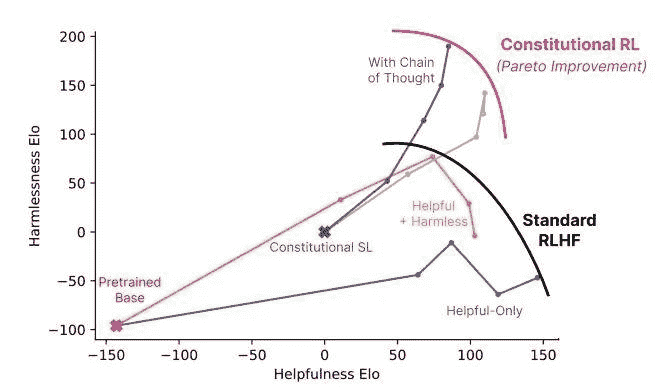 200
150
100
50
0
−50
−100
Harmlessness Elo
−150
−100
−50
0
50
100
150
Helpfulness Elo
With Chain
of Thought
Constitutional RL
(Pareto Improvement)
Helpful
+ Harmless
Standard
RLHF
Constitutional SL
Pretrained
Base
Helpful-Only